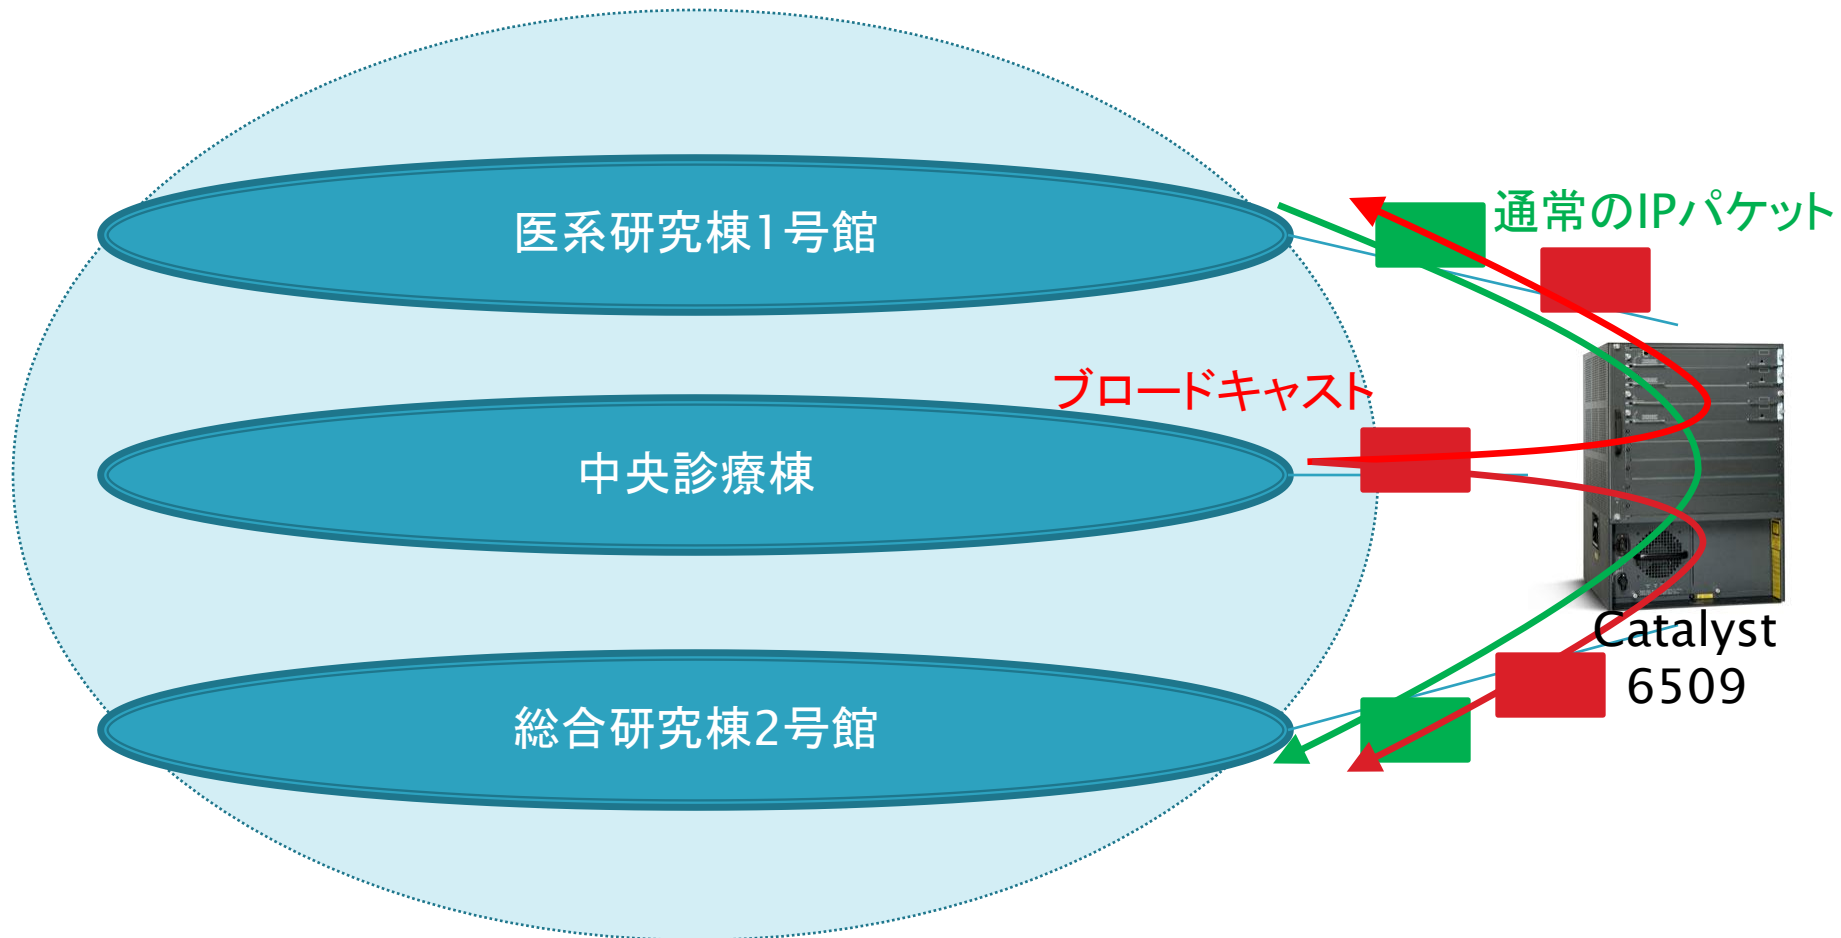 医系研究棟1号館
通常のIPパケット
ブロードキャスト
中央診療棟
Catalyst
6509
総合研究棟2号館